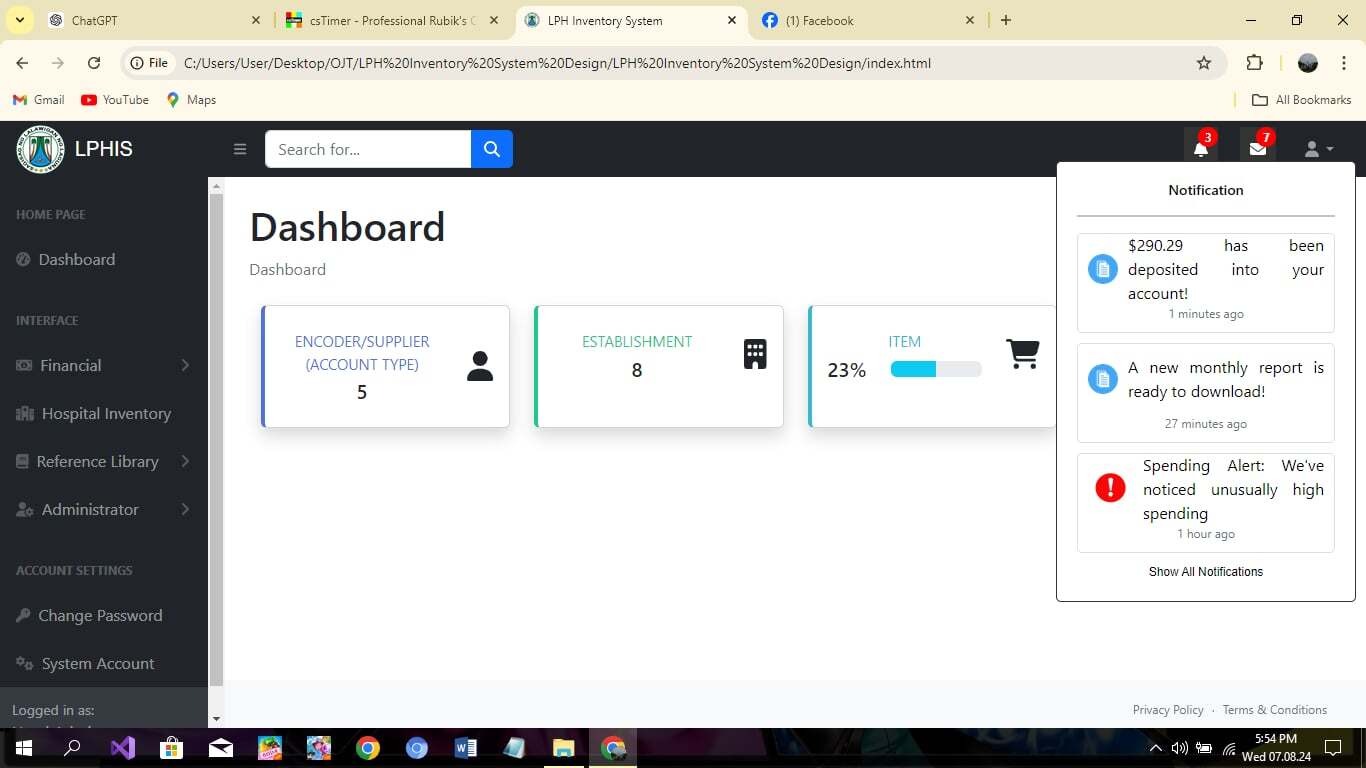 ChatGPT
csTimer - Professional Rubik's C
LPH Inventory System
(1) Facebook
File
C:/Users/User/Desktop/OJT/LPH%20Inventory%20System%20Design/LPH%20Inventory%20System%20Design/index.html
Gmail
YouTube
Maps
All Bookmarks
LPHIS
Search for...
3
7
HOME PAGE
Dashboard
INTERFACE
Financial
Hospital Inventory
Reference Library
Administrator
ACCOUNT SETTINGS
Change Password
System Account
Logged in as:
Dashboard
Dashboard
ENCODER/SUPPLIER
(ACCOUNT TYPE)
5
ESTABLISHMENT
8
ITEM
23%
Notification
$290.29 has been
deposited into your
account!
1 minutes ago
A new monthly report is
ready to download!
27 minutes ago
Spending Alert: We've
noticed unusually high
spending
1 hour ago
Show All Notifications
Privacy Policy · Terms & Conditions
5:54 PM
Wed 07.08.24